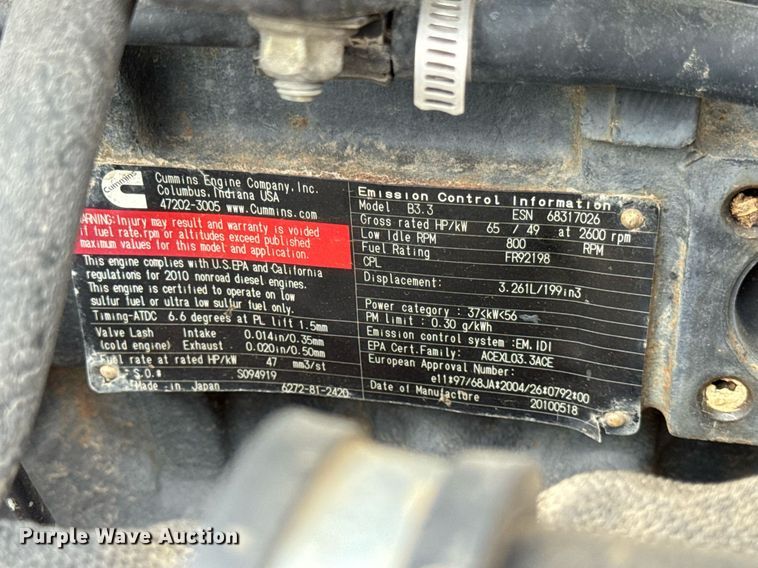 Cummins
Cummins Engine Company, Inc.
Columbus, Indiana USA
47202-3005 www.Cummins.com
WARNING: Injury may result and warranty is voided
if fuel rate.rpm or altitudes exceed published
maximum values for this model and application.
This engine complies with U.S.EPA and California
regulations for 2010 nonroad diesel engines.
This engine is certified to operate on low
sulfur fuel or ultra low sulfur fuel only.
Timing-ATDC 6.6 degrees at PL lift 1.5mm
Valve Lash Intake 0.014in/0.35mm
(cold engine) Exhaust 0.020in/0.50mm
Fuel rate at rated HP/kW 47 mm3/st
S.O.# SO94919
Made in Japan 6272-81-2420
Emission Control Information
Model B3.3 ESN 68317026
Gross rated HP/kW 65 / 49 at 2600 rpm
Low Idle RPM 800 RPM
Fuel Rating FR92198
CPL
Displacement: 3.261L/199in3
Power category: 37<kW<56
PM limit: 0.30 g/kWh
Emission control system :EM.IDI
EPA Cert.Family: ACEXL03.3ACE
European Approval Number:
e11*97/68JA*2004/26*0792*00
Date of Manufacture 20100518
Purple Wave Auction